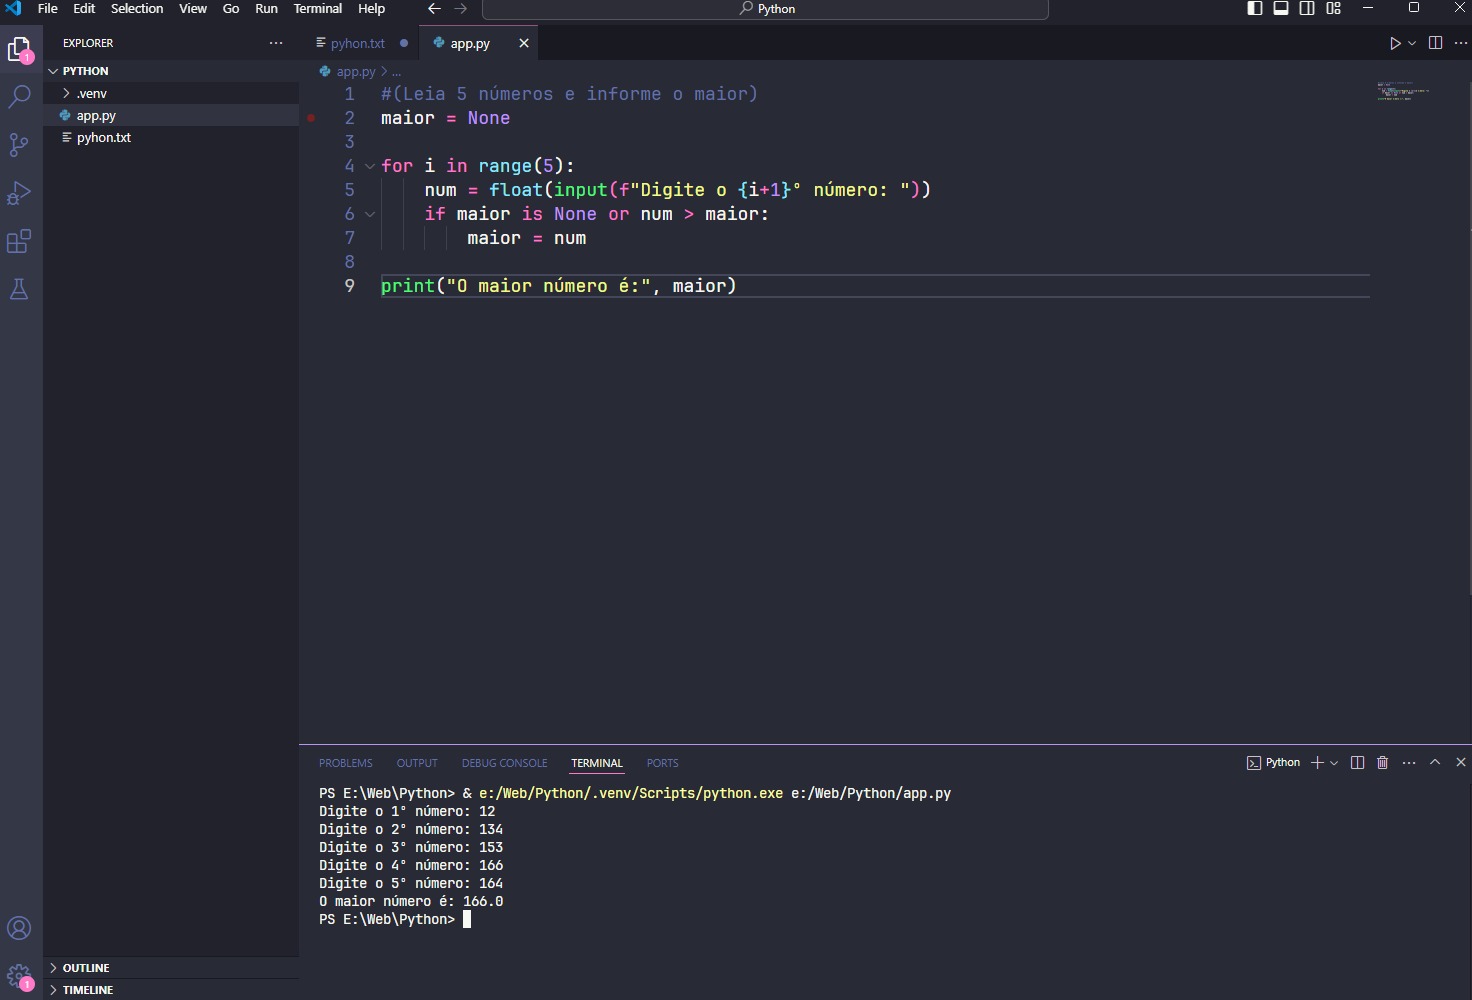 File Edit Selection View Go Run Terminal Help
Python
EXPLORER
PYTHON
.venv
app.py
pyhon.txt
OUTLINE
TIMELINE
1
1
pyhon.txt
app.py
app.py > ...
1 #(Leia 5 números e informe o maior)
2 maior = None
3
4 for i in range(5):
5 num = float(input(f"Digite o {i+1}° número: "))
6 if maior is None or num > maior:
7 maior = num
8
9 print("O maior número é:", maior)
PROBLEMS OUTPUT DEBUG CONSOLE TERMINAL PORTS
Python
PS E:\Web\Python> & e:/Web/Python/.venv/Scripts/python.exe e:/Web/Python/app.py
Digite o 1° número: 12
Digite o 2° número: 134
Digite o 3° número: 153
Digite o 4° número: 166
Digite o 5° número: 164
O maior número é: 166.0
PS E:\Web\Python>